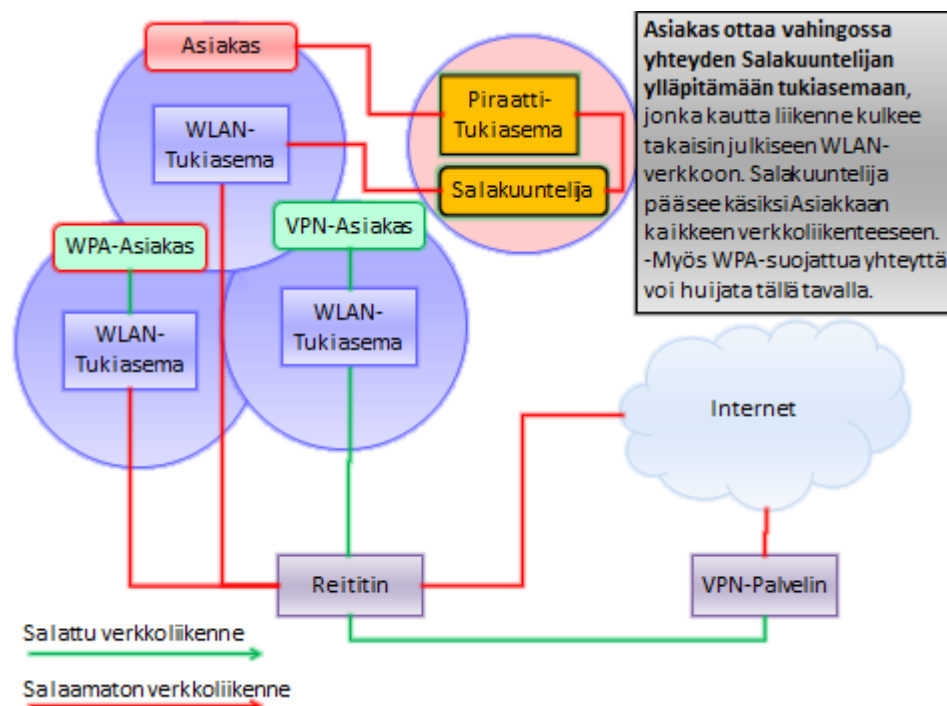 Asiakas
Piraatti-
Tukiasema
WLAN-
Tukiasema
Salakuuntelija
VPN-Asiakas
WPA-Asiakas
WLAN-
Tukiasema
WLAN-
Tukiasema
Asiakas ottaa vahingossa
yhteyden Salakuuntelijan
ylläpitämään tukiasemaan,
jonka kautta liikenne kulkee
takaisin julkiseen WLAN-
verkkoon. Salakuuntelija
pääsee käsiksi Asiakkaan
kaikkeen verkkoliikenteeseen.
-Myös WPA-suojattua yhteyttä
voi huijata tällä tavalla.
Internet
Reititin
VPN-Palvelin
Salattu verkkoliikenne
Salaamaton verkkoliikenne